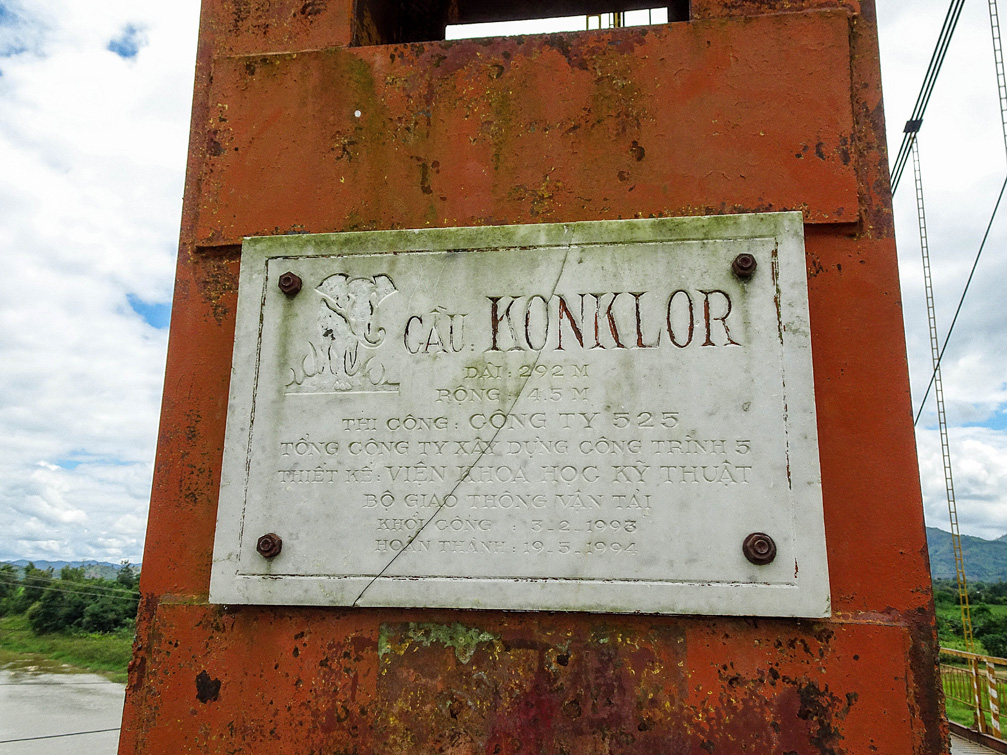 CẦU: KONKLOR
DÀI: 292 M
RỘNG: 4.5 M
THI CÔNG: CÔNG TY 525
TỔNG CÔNG TY XÂY DỰNG CÔNG TRÌNH 5
THIẾT KẾ: VIỆN KHOA HỌC KỸ THUẬT
BỘ GIAO THÔNG VẬN TẢI
KHỞI CÔNG : 3-2-1993
HOÀN THÀNH: 19-5-1994